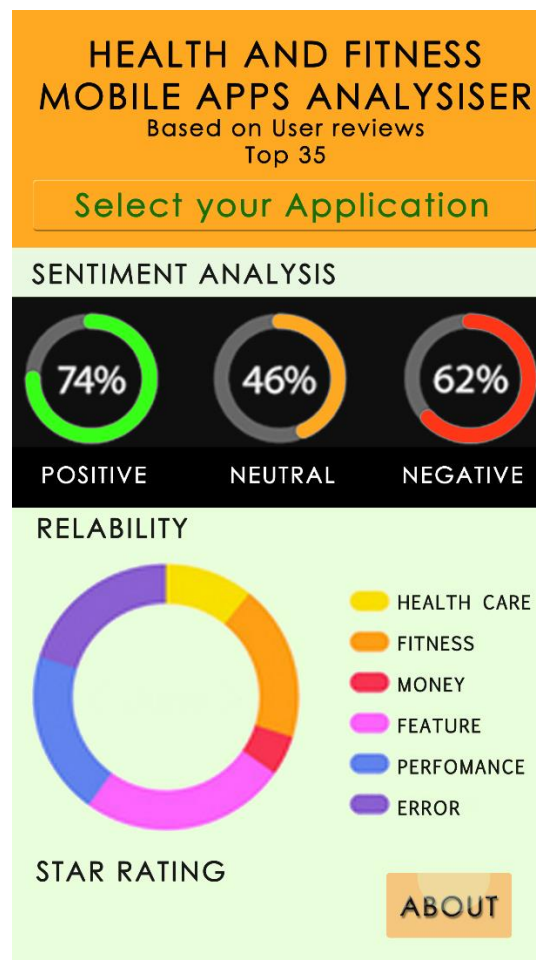 HEALTH AND FITNESS
MOBILE APPS ANALYSISER
Based on User reviews
Top 35
Select your Application
SENTIMENT ANALYSIS
74%
46%
62%
POSITIVE
NEUTRAL
NEGATIVE
RELABILITY
HEALTH CARE
FITNESS
MONEY
FEATURE
PERFOMANCE
ERROR
STAR RATING
ABOUT